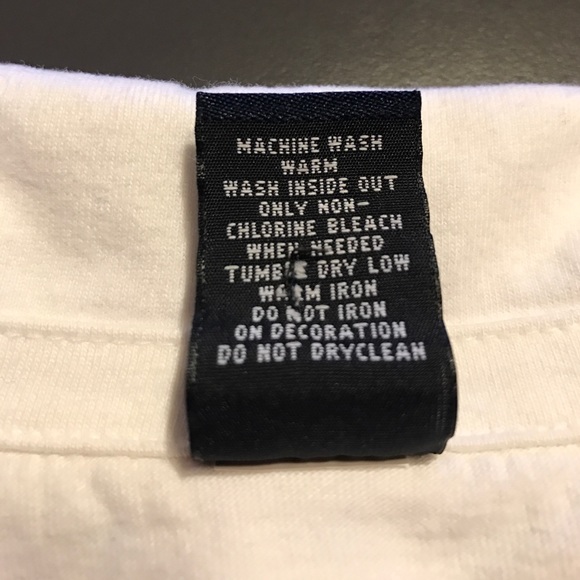 MACHINE WASH
WARM
WASH INSIDE OUT
ONLY NON-
CHLORINE BLEACH
WHEN NEEDED
TUMBLE DRY LOW
WARM IRON
DO NOT IRON
ON DECORATION
DO NOT DRYCLEAN